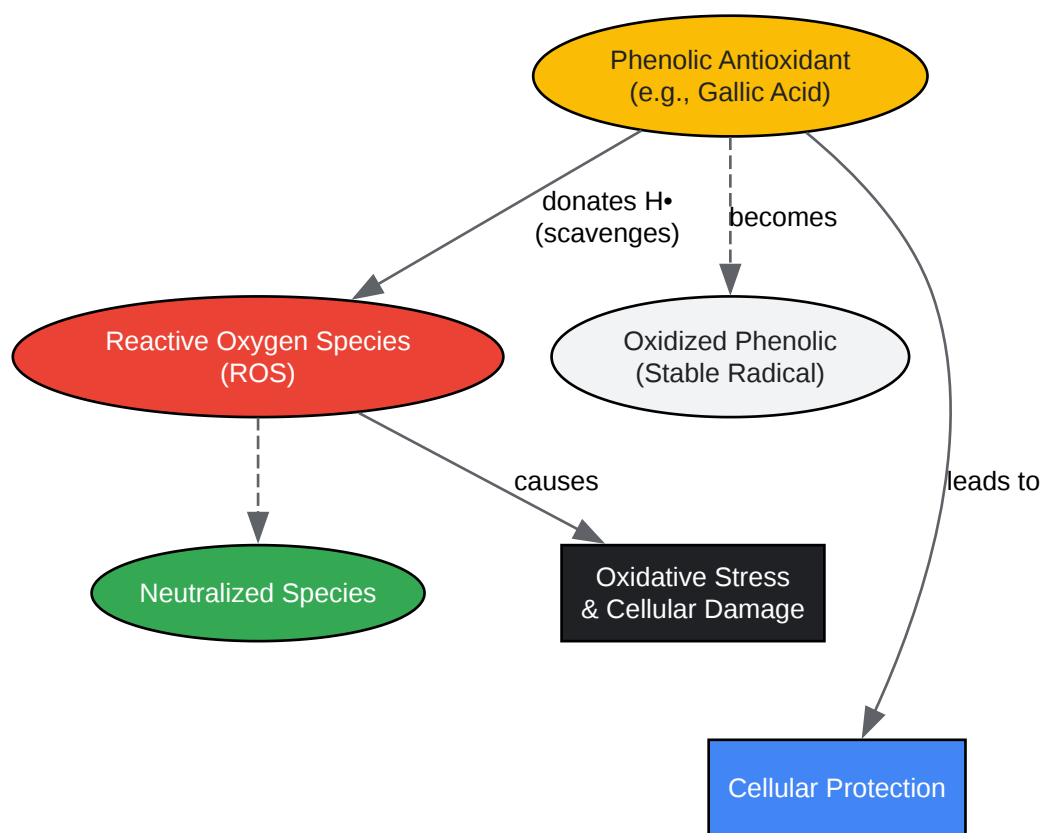 Phenolic Antioxidant
(e.g., Gallic Acid)
donates H•
(scavenges)
becomes
Reactive Oxygen Species
(ROS)
Oxidized Phenolic
(Stable Radical)
causes
leads to
Neutralized Species
Oxidative Stress
& Cellular Damage
Cellular Protection